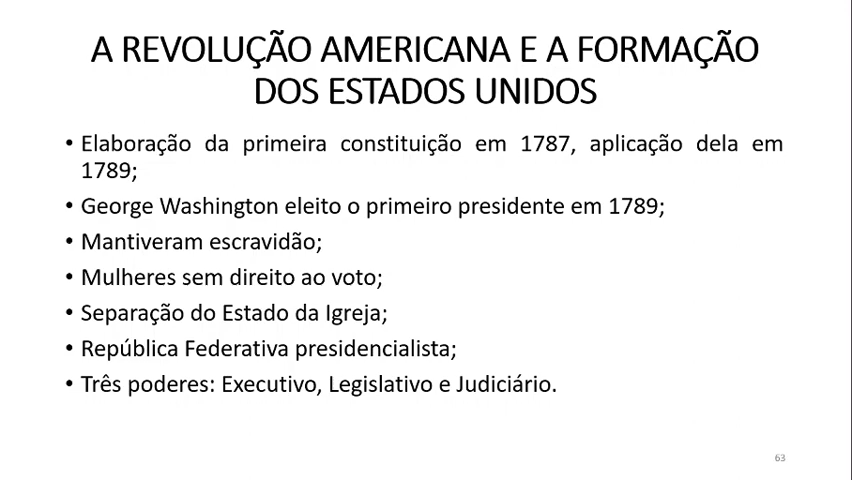 A REVOLUÇÃO AMERICANA E A FORMAÇÃO
DOS ESTADOS UNIDOS
• Elaboração da primeira constituição em 1787, aplicação dela em
1789;
• George Washington eleito o primeiro presidente em 1789;
• Mantiveram escravidão;
• Mulheres sem direito ao voto;
• Separação do Estado da Igreja;
• República Federativa presidencialista;
• Três poderes: Executivo, Legislativo e Judiciário.
63